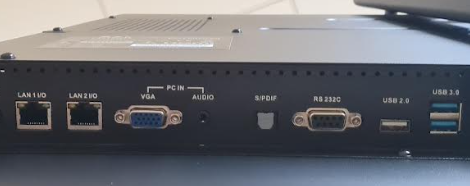 LAN 1 I/O
LAN 2 I/O
PC IN
VGA
AUDIO
S/PDIF
RS 232C
USB 2.0
USB 3.0